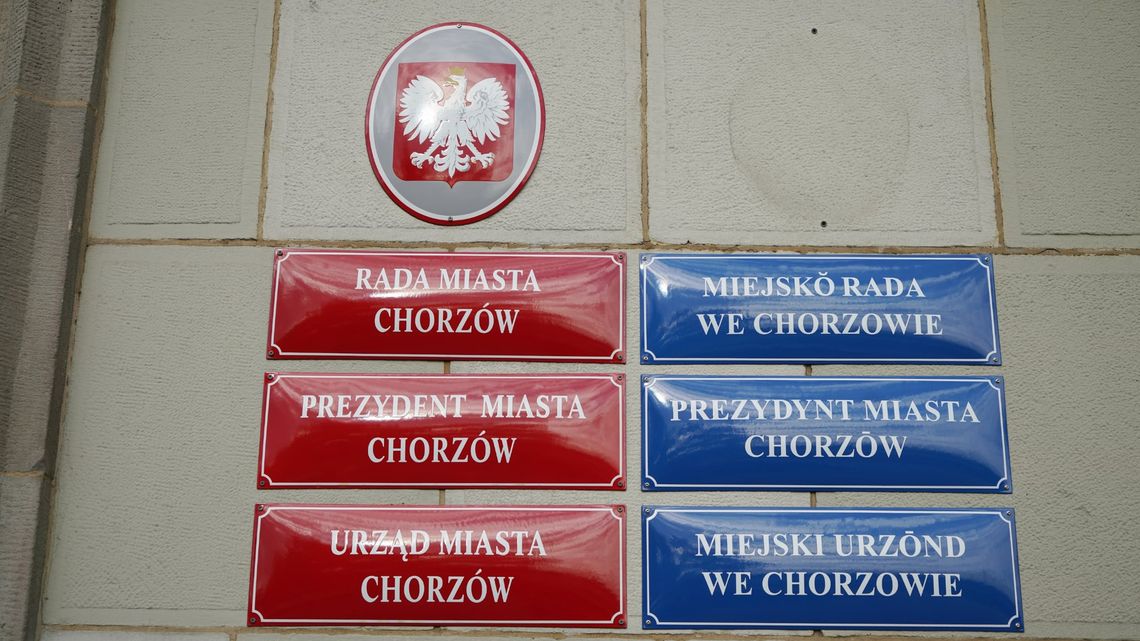 RADA MIASTA
CHORZÓW
MIEJSKŎ RADA
WE CHORZOWIE
PREZYDENT MIASTA
CHORZÓW
PREZYDYNT MIASTA
CHORZŌW
URZĄD MIASTA
CHORZÓW
MIEJSKI URZŌND
WE CHORZOWIE